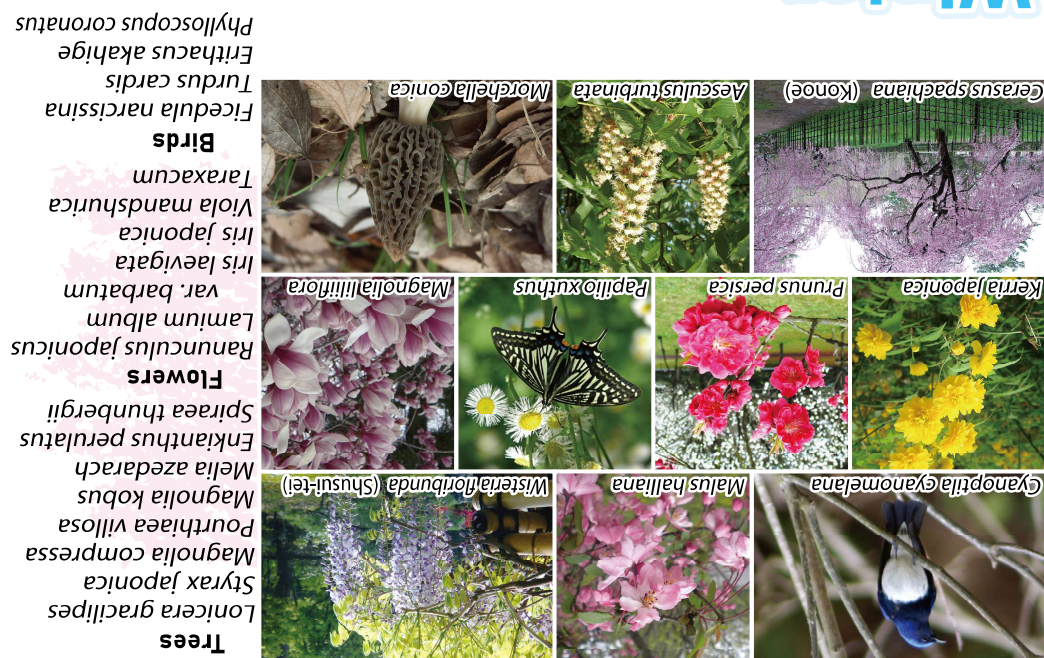 Cyanoptila cyanomelana
Malus halliana
Wisteria floribunda (Shusui-tei)
Kerria japonica
Prunus persica
Papilio xuthus
Magnolia liliiflora
Cerasus spachiana (Konoe)
Aesculus turbinata
Morchella conica
Trees
Lonicera gracilipes
Styrax japonica
Magnolia compressa
Pourthiaea villosa
Magnolia kobus
Melia azedarach
Enkianthus perulatus
Spiraea thunbergii
Flowers
Ranunculus japonicus
Lamium album
var. barbatum
Iris laevigata
Iris japonica
Viola mandshurica
Taraxacum
Birds
Ficedula narcissina
Turdus cardis
Erithacus akahige
Phylloscopus coronatus